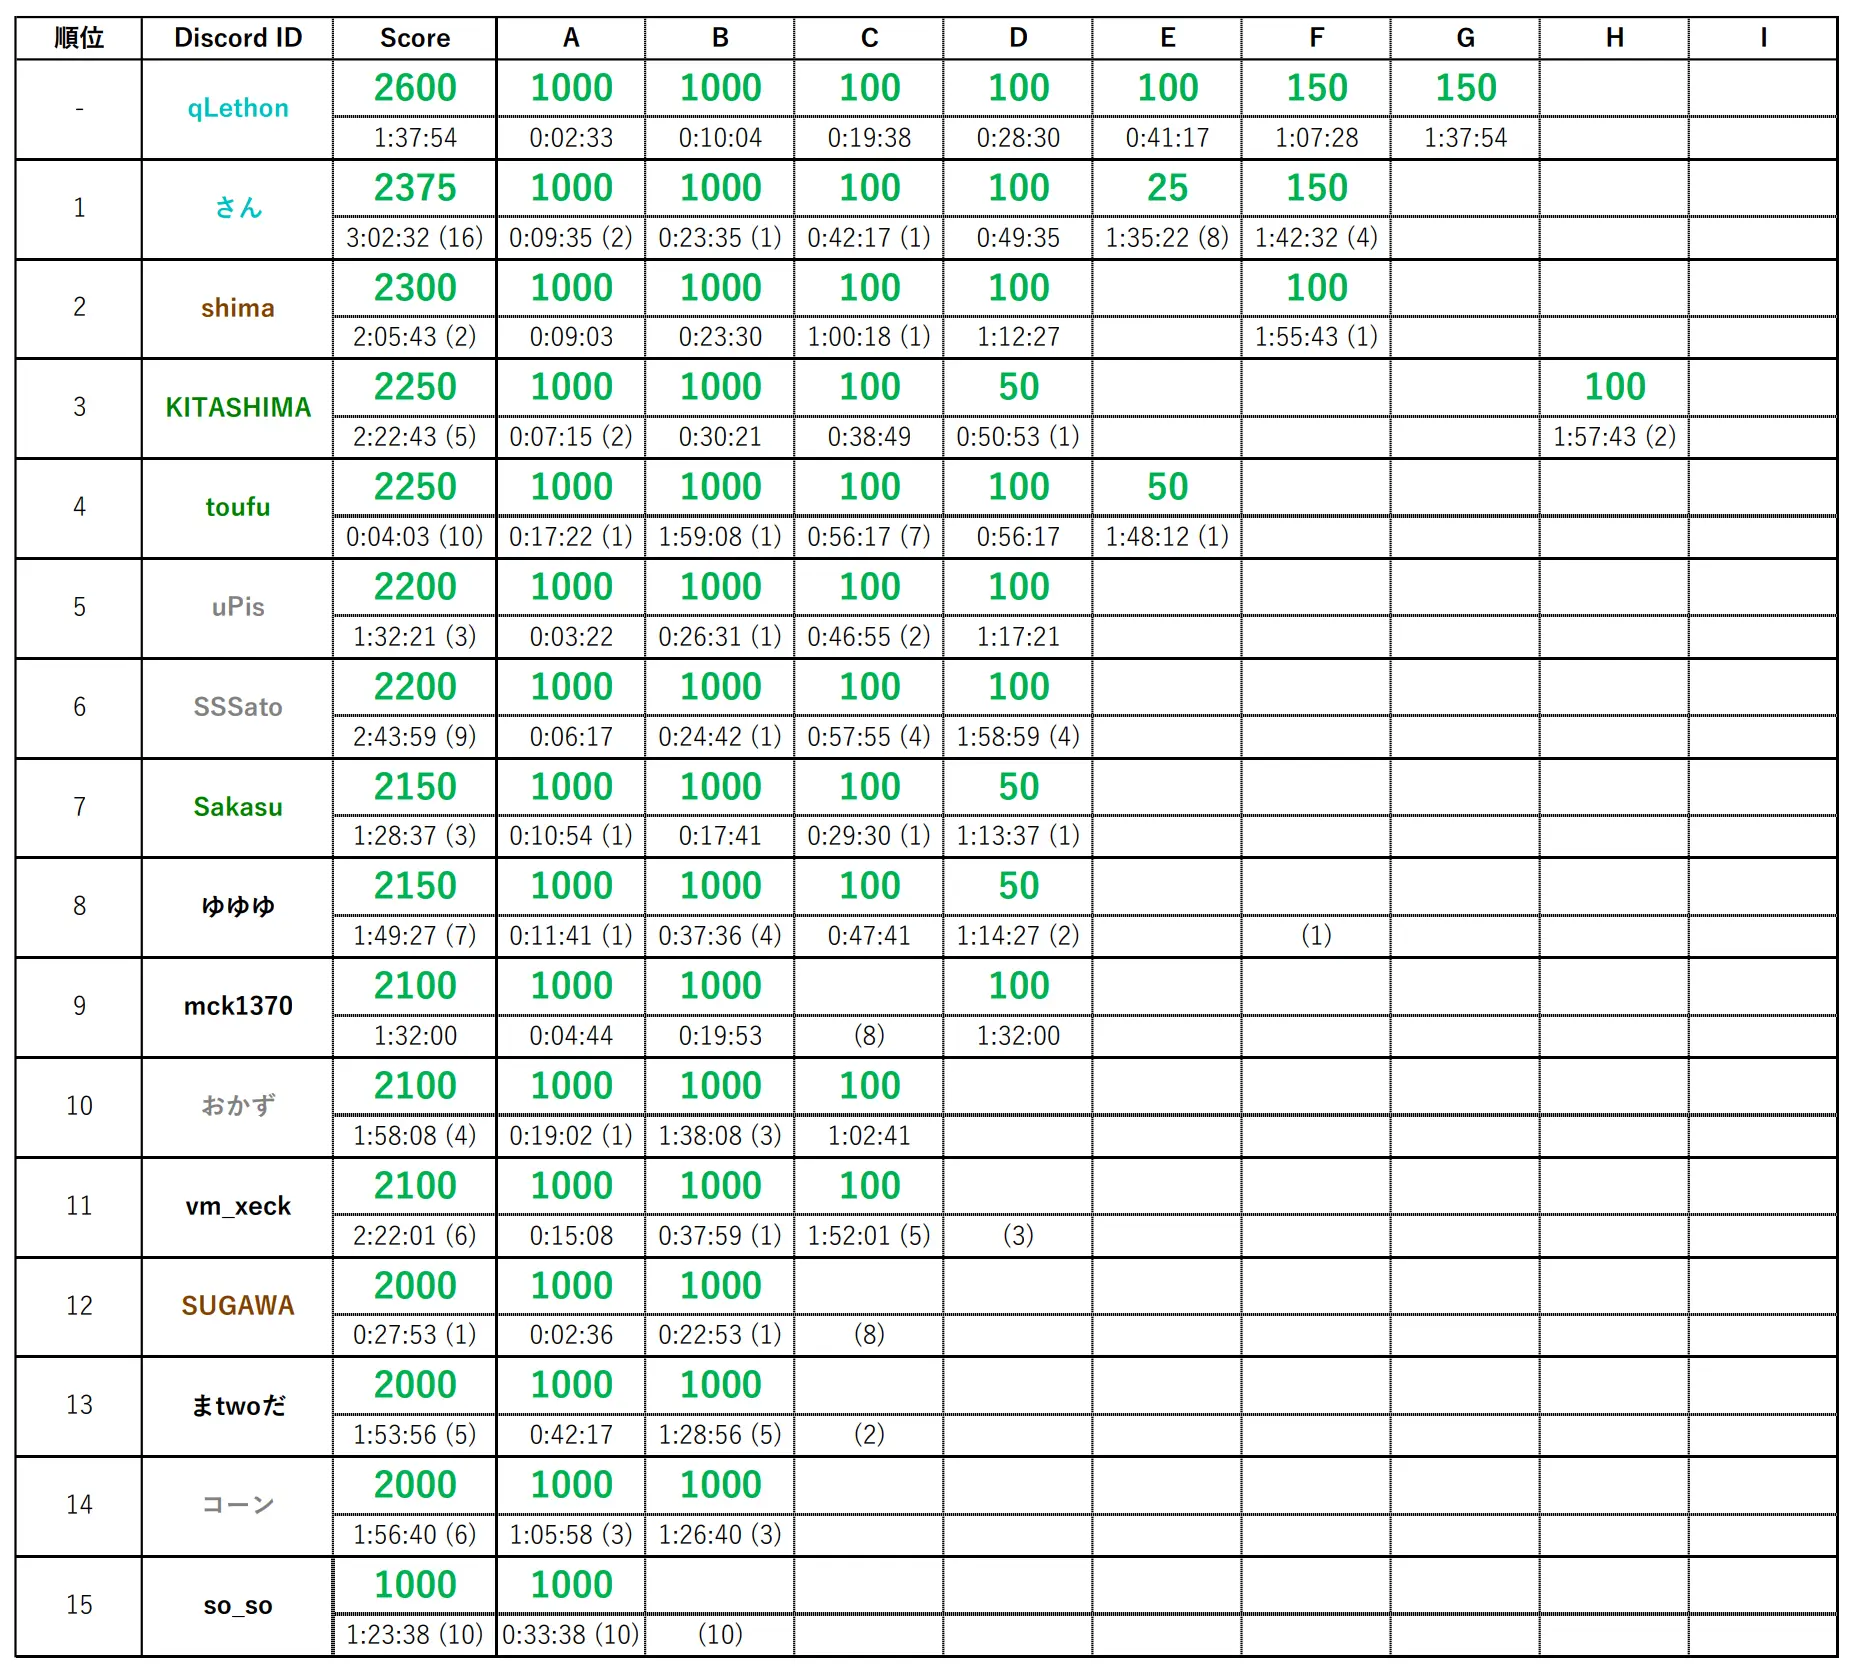 順位 Discord ID Score A B C D E F G H I
- qLethon 2600 1000 1000 100 100 100 150 150
1:37:54 0:02:33 0:10:04 0:19:38 0:28:30 0:41:17 1:07:28 1:37:54
1 さん 2375 1000 1000 100 100 25 150
3:02:32 (16) 0:09:35 (2) 0:23:35 (1) 0:42:17 (1) 0:49:35 1:35:22 (8) 1:42:32 (4)
2 shima 2300 1000 1000 100 100 100
2:05:43 (2) 0:09:03 0:23:30 1:00:18 (1) 1:12:27 1:55:43 (1)
3 KITASHIMA 2250 1000 1000 100 50 100
2:22:43 (5) 0:07:15 (2) 0:30:21 0:38:49 0:50:53 (1) 1:57:43 (2)
4 toufu 2250 1000 1000 100 100 50
0:04:03 (10) 0:17:22 (1) 1:59:08 (1) 0:56:17 (7) 0:56:17 1:48:12 (1)
5 uPis 2200 1000 1000 100 100
1:32:21 (3) 0:03:22 0:26:31 (1) 0:46:55 (2) 1:17:21
6 SSSato 2200 1000 1000 100 100
2:43:59 (9) 0:06:17 0:24:42 (1) 0:57:55 (4) 1:58:59 (4)
7 Sakasu 2150 1000 1000 100 50
1:28:37 (3) 0:10:54 (1) 0:17:41 0:29:30 (1) 1:13:37 (1)
8 ゆゆゆ 2150 1000 1000 100 50
1:49:27 (7) 0:11:41 (1) 0:37:36 (4) 0:47:41 1:14:27 (2) (1)
9 mck1370 2100 1000 1000 100
1:32:00 0:04:44 0:19:53 (8) 1:32:00
10 おかず 2100 1000 1000 100
1:58:08 (4) 0:19:02 (1) 1:38:08 (3) 1:02:41
11 vm_xeck 2100 1000 1000 100
2:22:01 (6) 0:15:08 0:37:59 (1) 1:52:01 (5) (3)
12 SUGAWA 2000 1000 1000
0:27:53 (1) 0:02:36 0:22:53 (1) (8)
13 まtwoだ 2000 1000 1000
1:53:56 (5) 0:42:17 1:28:56 (5) (2)
14 コーン 2000 1000 1000
1:56:40 (6) 1:05:58 (3) 1:26:40 (3)
15 so_so 1000 1000
1:23:38 (10) 0:33:38 (10) (10)